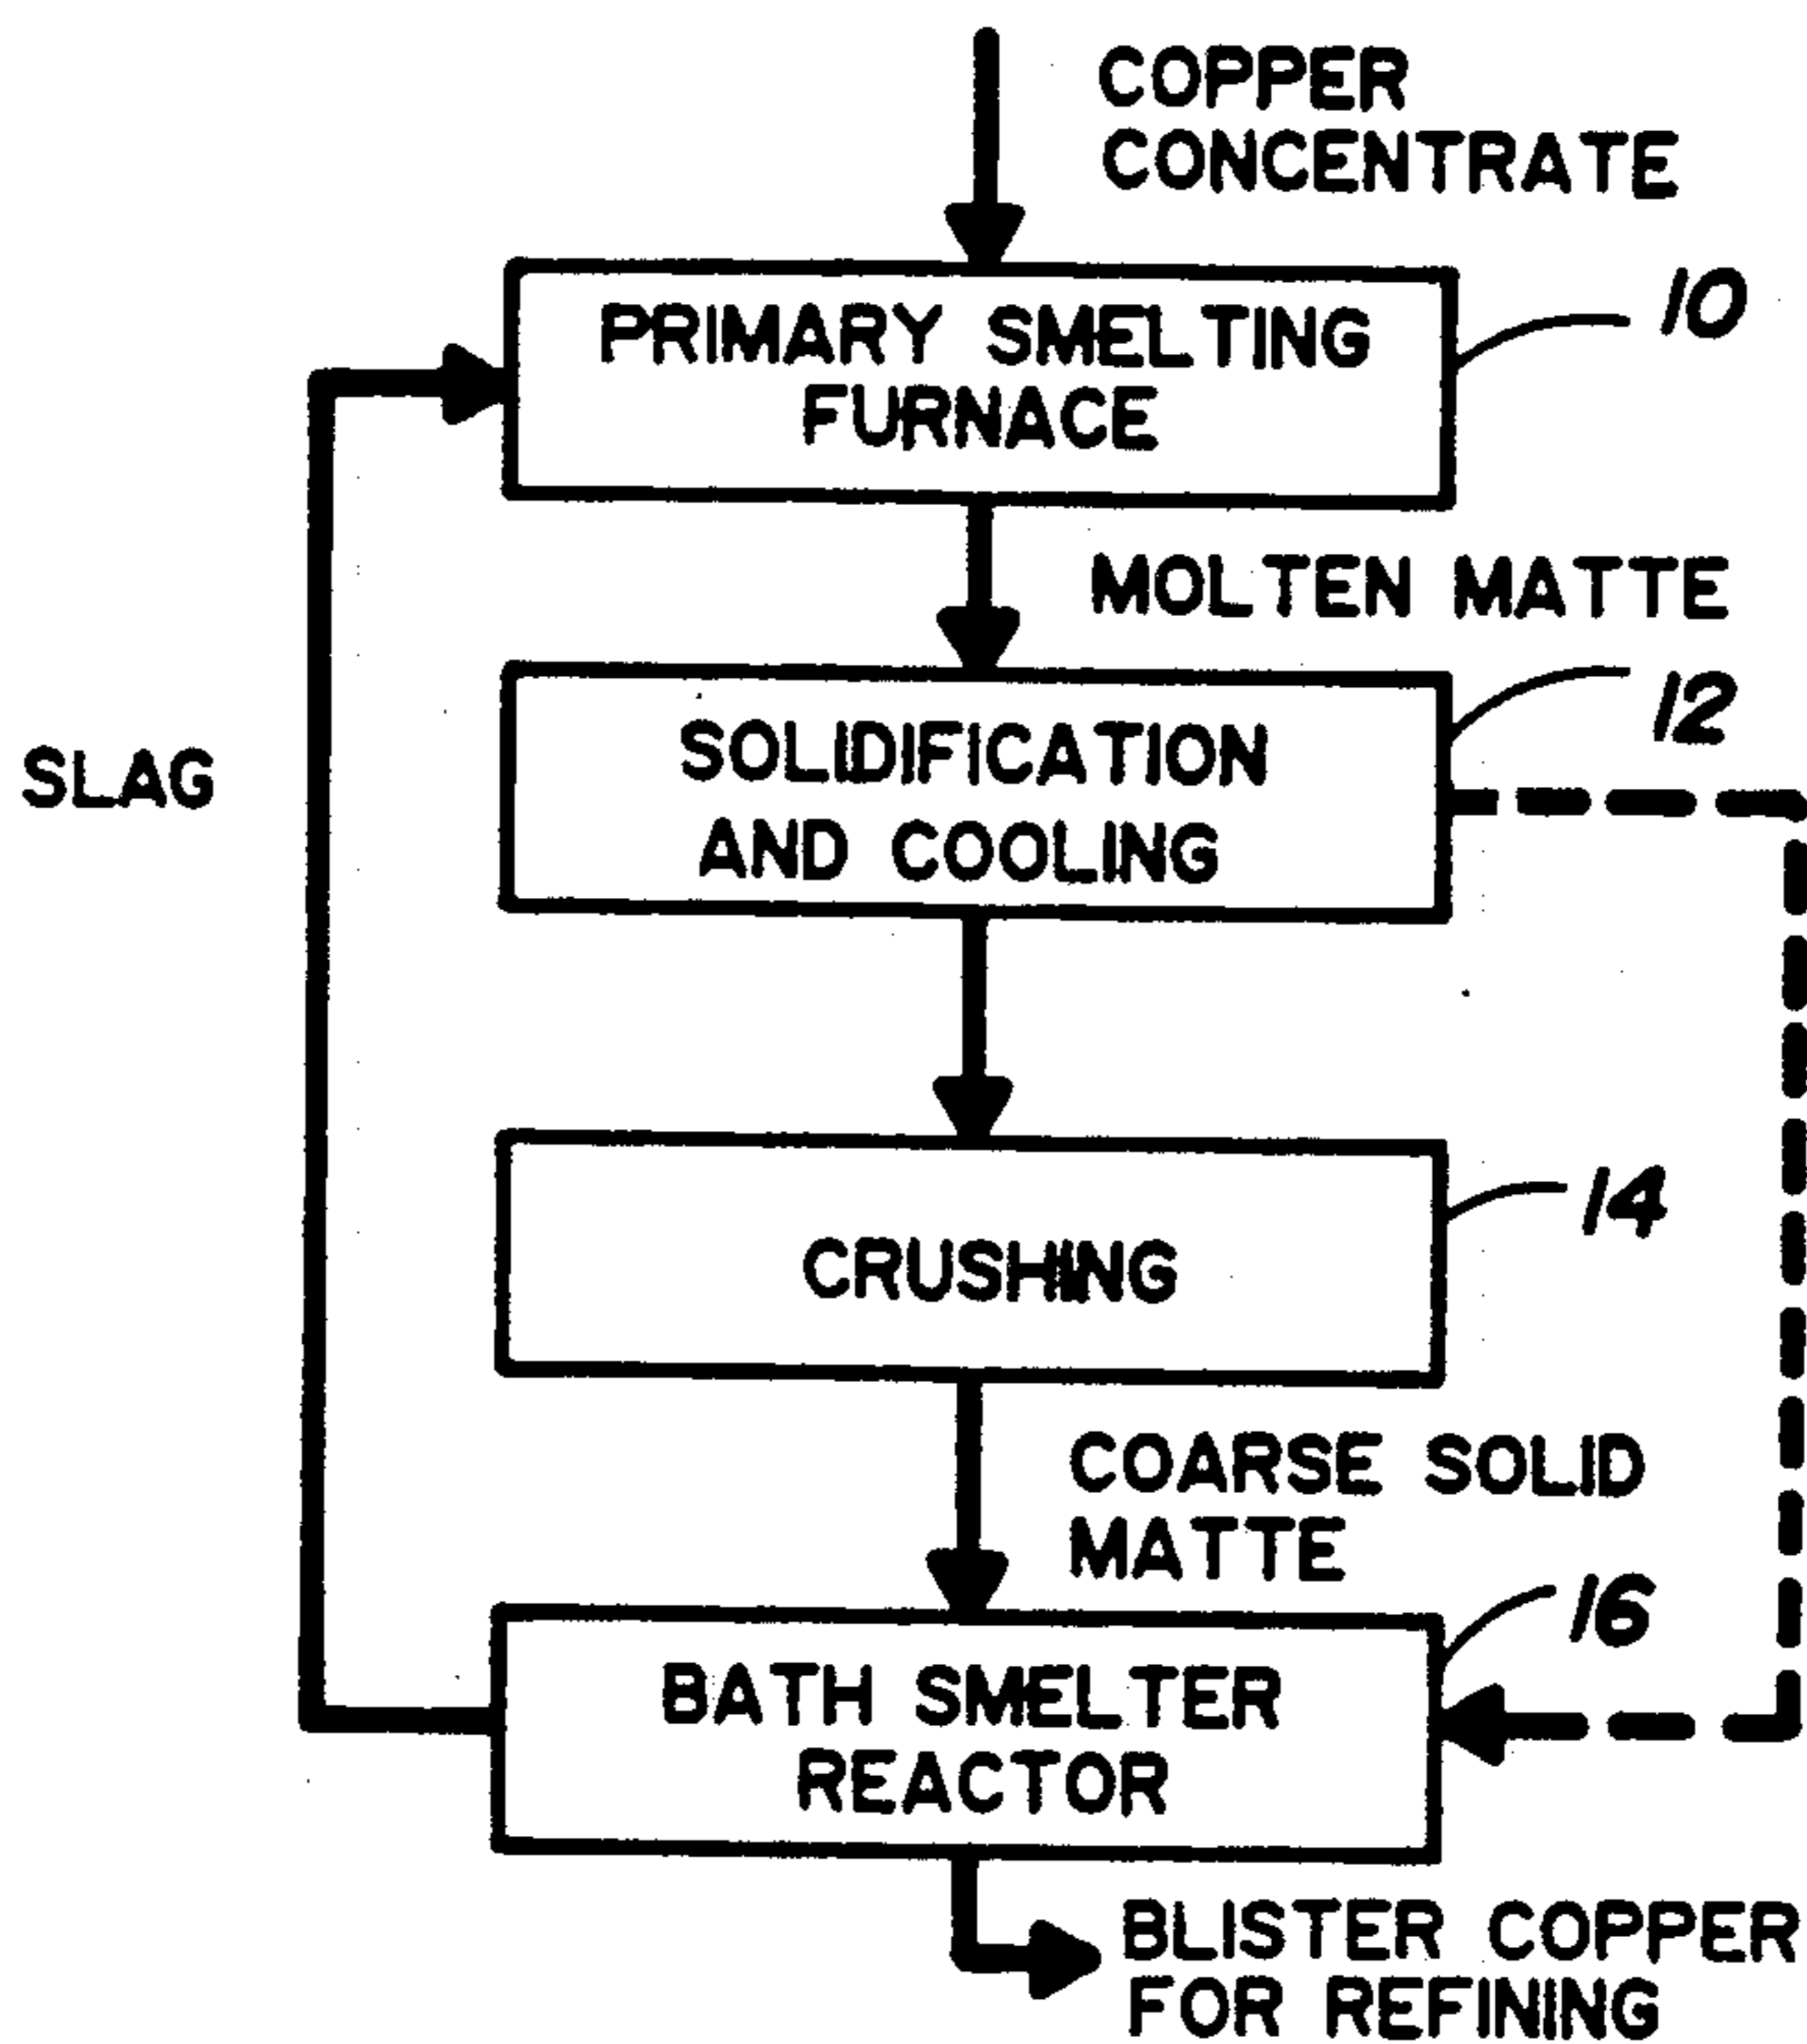 COPPER
CONCENTRATE
PRIMARY SMELTING
FURNACE
10
MOLTEN MATTE
12
SOLIDIFICATION
AND COOLING
SLAG
14
CRUSHING
COARSE SOLID
MATTE
16
BATH SMELTER
REACTOR
BLISTER COPPER
FOR REFINING